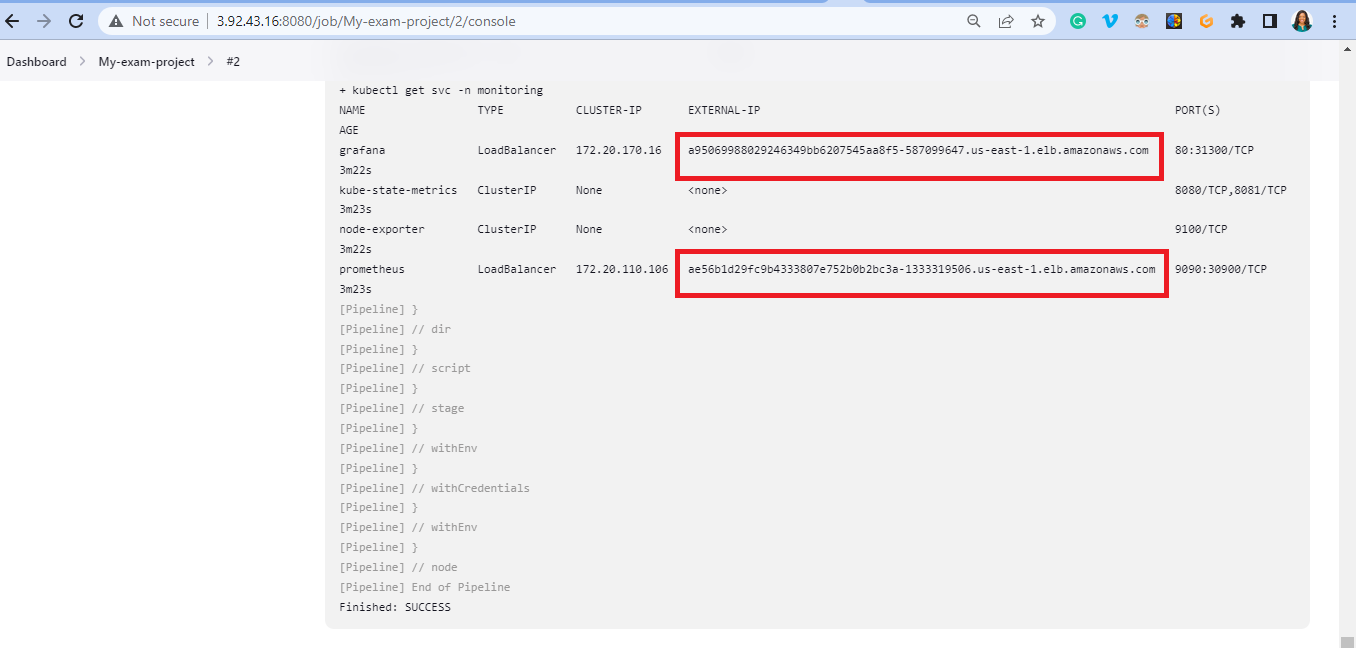 Not secure 3.92.43.16:8080/job/My-exam-project/2/console
Dashboard My-exam-project #2
+ kubectl get svc -n monitoring
NAME TYPE CLUSTER-IP EXTERNAL-IP PORT(S)
AGE
grafana LoadBalancer 172.20.170.16 a95069988029246349bb6207545aa8f5-587099647.us-east-1.elb.amazonaws.com 80:31300/TCP
3m22s
kube-state-metrics ClusterIP None <none> 8080/TCP,8081/TCP
3m23s
node-exporter ClusterIP None <none> 9100/TCP
3m22s
prometheus LoadBalancer 172.20.110.106 ae56b1d29fc9b4333807e752b0b2bc3a-1333319506.us-east-1.elb.amazonaws.com 9090:30900/TCP
3m23s
[Pipeline] }
[Pipeline] // dir
[Pipeline] }
[Pipeline] // script
[Pipeline] }
[Pipeline] // stage
[Pipeline] }
[Pipeline] // withEnv
[Pipeline] }
[Pipeline] // withCredentials
[Pipeline] }
[Pipeline] // withEnv
[Pipeline] }
[Pipeline] // node
[Pipeline] End of Pipeline
Finished: SUCCESS